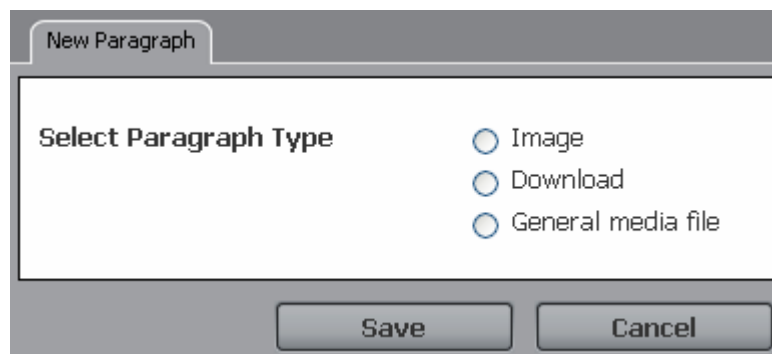 New Paragraph
Select Paragraph Type
Image
Download
General media file
Save
Cancel